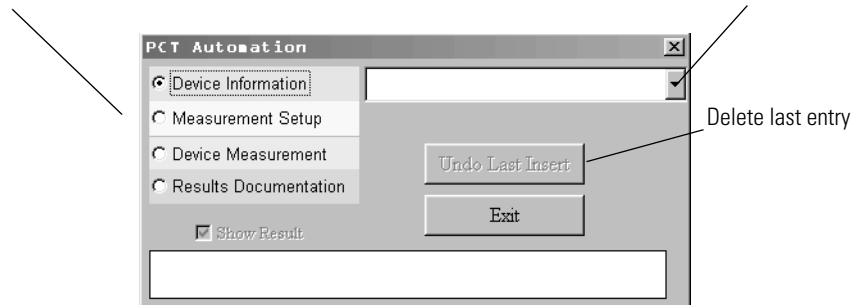 PCT Automation
Device Information
Measurement Setup
Delete last entry
Device Measurement
Undo Last Insert
Results Documentation
Exit
Show Result